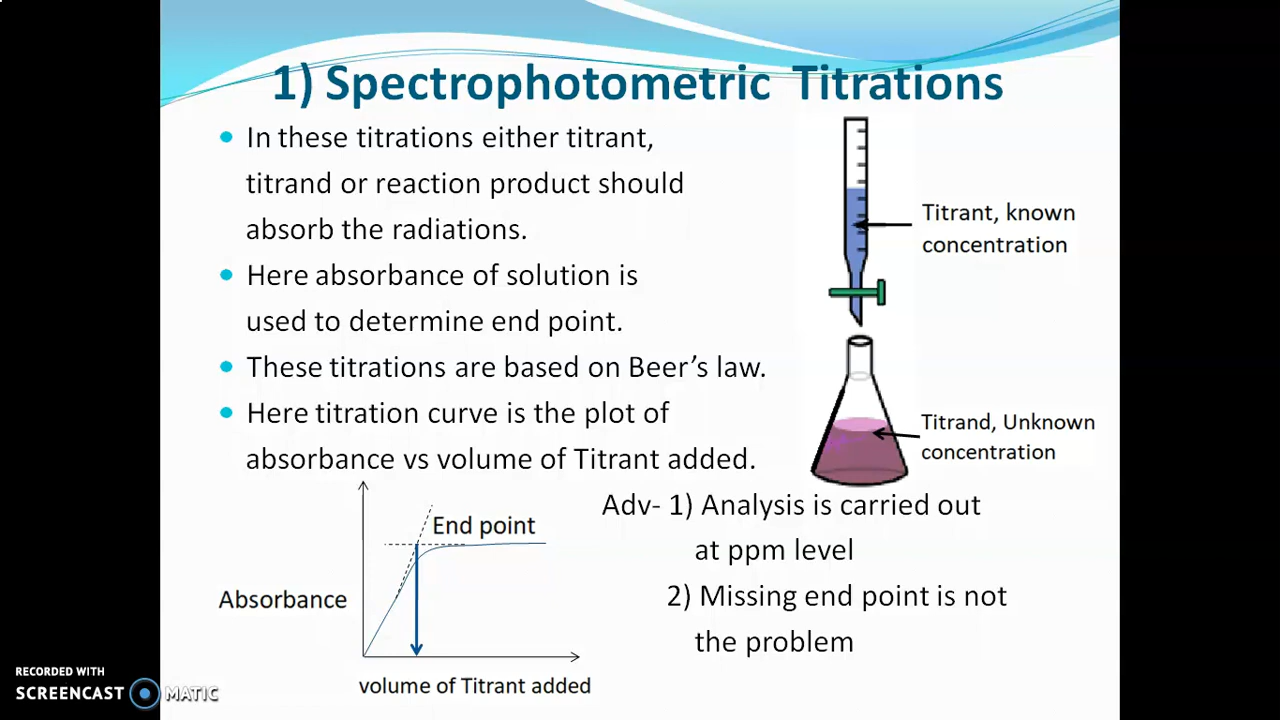 1) Spectrophotometric Titrations
In these titrations either titrant,
titrand or reaction product should
absorb the radiations.
Here absorbance of solution is
used to determine end point.
These titrations are based on Beer’s law.
Here titration curve is the plot of
absorbance vs volume of Titrant added.
Titrant, known
concentration
Titrand, Unknown
concentration
End point
Absorbance
volume of Titrant added
Adv- 1) Analysis is carried out
at ppm level
2) Missing end point is not
the problem
RECORDED WITH
SCREENCAST MATIC